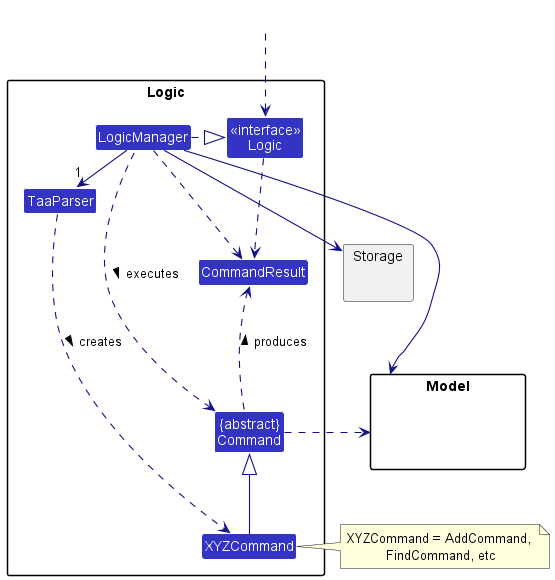 Logic
LogicManager
«interface»
Logic
1
TaaParser
CommandResult
Storage
executes
creates
produces
Model
{abstract}
Command
XYZCommand
XYZCommand = AddCommand,
FindCommand, etc